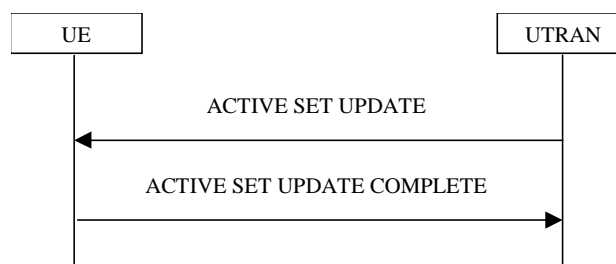 UE
UTRAN
ACTIVE SET UPDATE
ACTIVE SET UPDATE COMPLETE